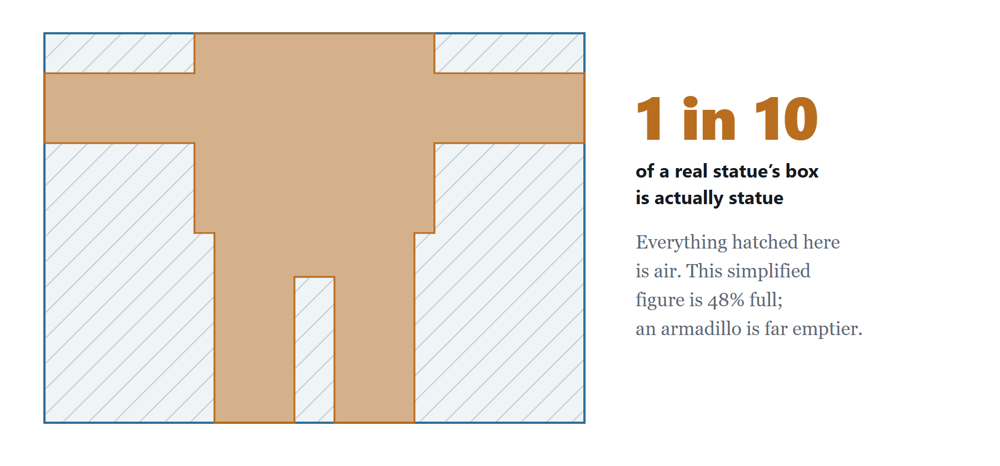 1 in 10
of a real statue’s box
is actually statue
Everything hatched here
is air. This simplified
figure is 48% full;
an armadillo is far emptier.